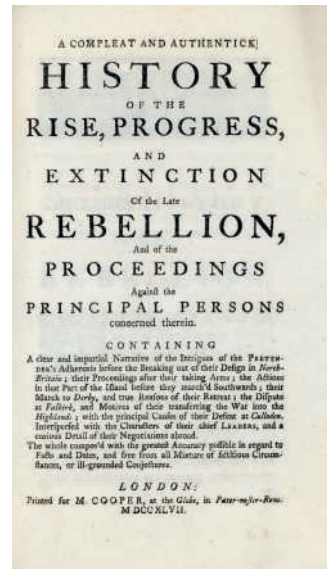 A COMPLEAT AND AUTHENTICK
HISTORY
OF THE
RISE, PROGRESS,
AND
EXTINCTION
Of the Late
REBELLION,
And of the
PROCEEDINGS
Against the
PRINCIPAL PERSONS
concerned therein.
CONTAINING
A clear and impartial Narrative of the Intrigues of the PRETEN-
DER's Adherents before the Breaking out of their Design in North-
Britain; their Proceedings after they taking Arms; the Actions
in that Part of the Island before they march'd Southwards; their
March to Derby, and true Reasons of their Retreat; the Dispute
at Falkirk, and Motives of their transferring the War into the
Highlands; with the principal Causes of their Defeat at Culloden.
Interspersed with the Characters of their chief LEADERS, and a
curious Detail of their Negotiations abroad.
The whole compos'd with the greatest Accuracy possible in regard to
Facts and Dates, and free from all Mixture of fictitious Circum-
stances, or ill-grounded Conjectures.
LONDON:
Printed for M. COOPER, at the Globe, in Pater-noster-Row.
M DCC XLVII.